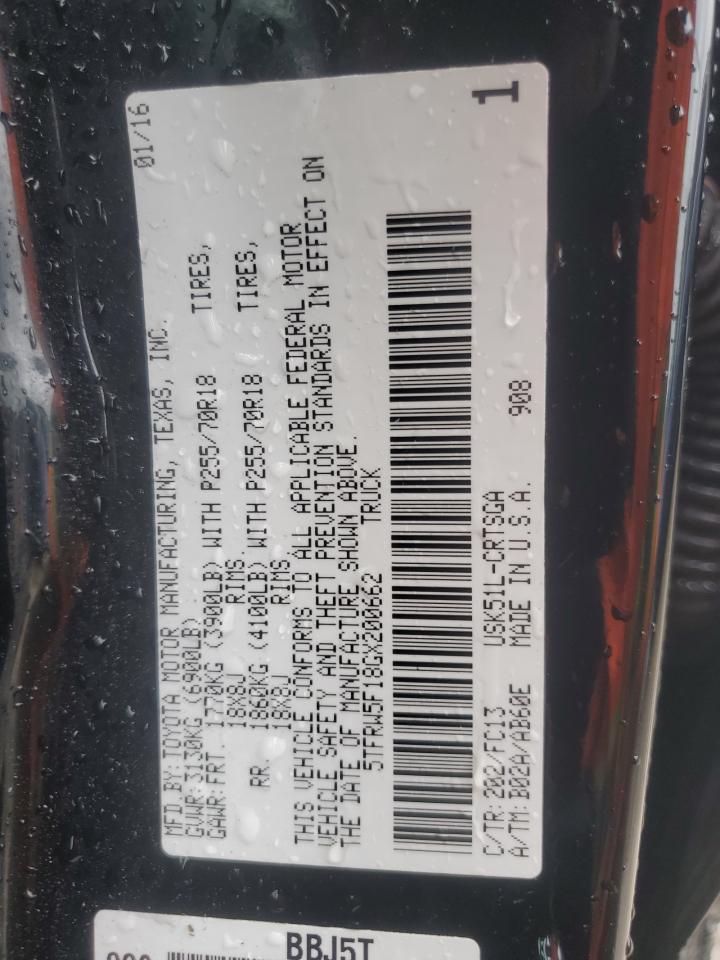 MFD BY: TOYOTA MOTOR MANUFACTURING, TEXAS, INC. 01/16
GVWR: 3130KG (6900LB)
GAWR: FRT. 1770KG (3900LB) WITH P255/70R18 TIRES,
18X8J RIMS,
RR. 1860KG (4100LB) WITH P255/70R18 TIRES,
18X8J RIMS.
THIS VEHICLE CONFORMS TO ALL APPLICABLE FEDERAL MOTOR
VEHICLE SAFETY AND THEFT PREVENTION STANDARDS IN EFFECT ON
THE DATE OF MANUFACTURE SHOWN ABOVE.
5TFRW5F18GX200662 TRUCK
C/TR: 202/FC13 USK51L-CRTSGA 908
A/TM: B02A/AB60E MADE IN U.S.A.
1
BBJ5T